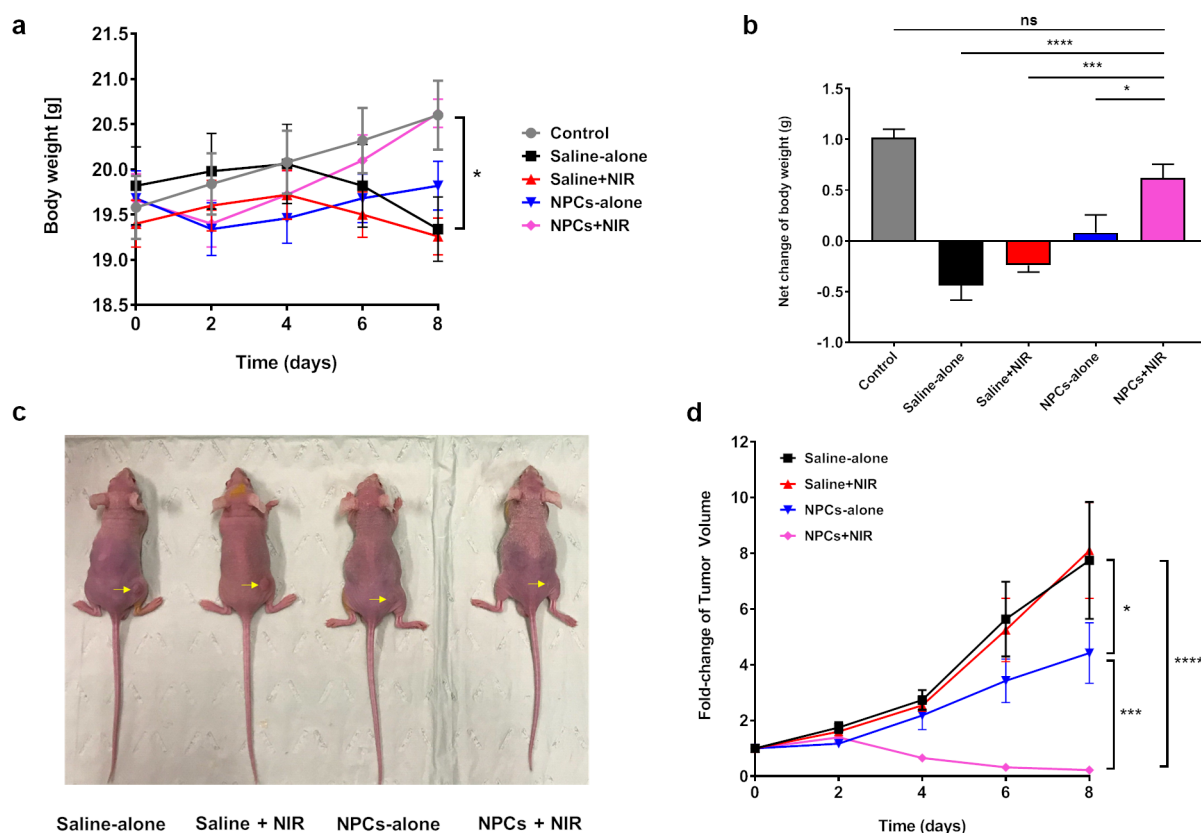 a
Body weight [g]
21.5
21.0
20.5
20.0
19.5
19.0
18.5
0 2 4 6 8
Time (days)
*
Control
Saline-alone
Saline+NIR
NPCs-alone
NPCs+NIR
b
ns
****
***
*
Net change of body weight (g)
1.5
1.0
0.5
0.0
-0.5
-1.0
Control
Saline-alone
Saline+NIR
NPCs-alone
NPCs+NIR
c
Saline-alone Saline + NIR NPCs-alone NPCs + NIR
d
Fold-change of Tumor Volume
12
10
8
6
4
2
0
0 2 4 6 8
Time (days)
Saline-alone
Saline+NIR
NPCs-alone
NPCs+NIR
*
***
****